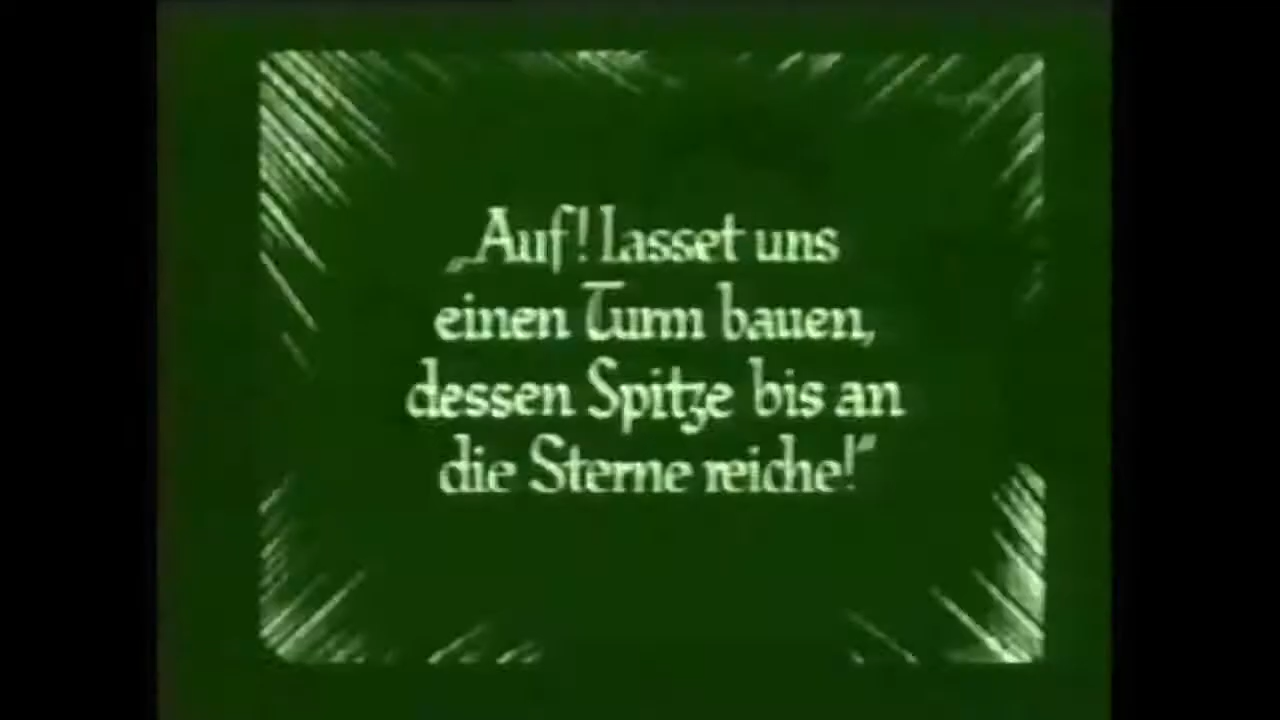 „Auf! lasset uns
einen Turm bauen,
dessen Spitze bis an
die Sterne reiche!“